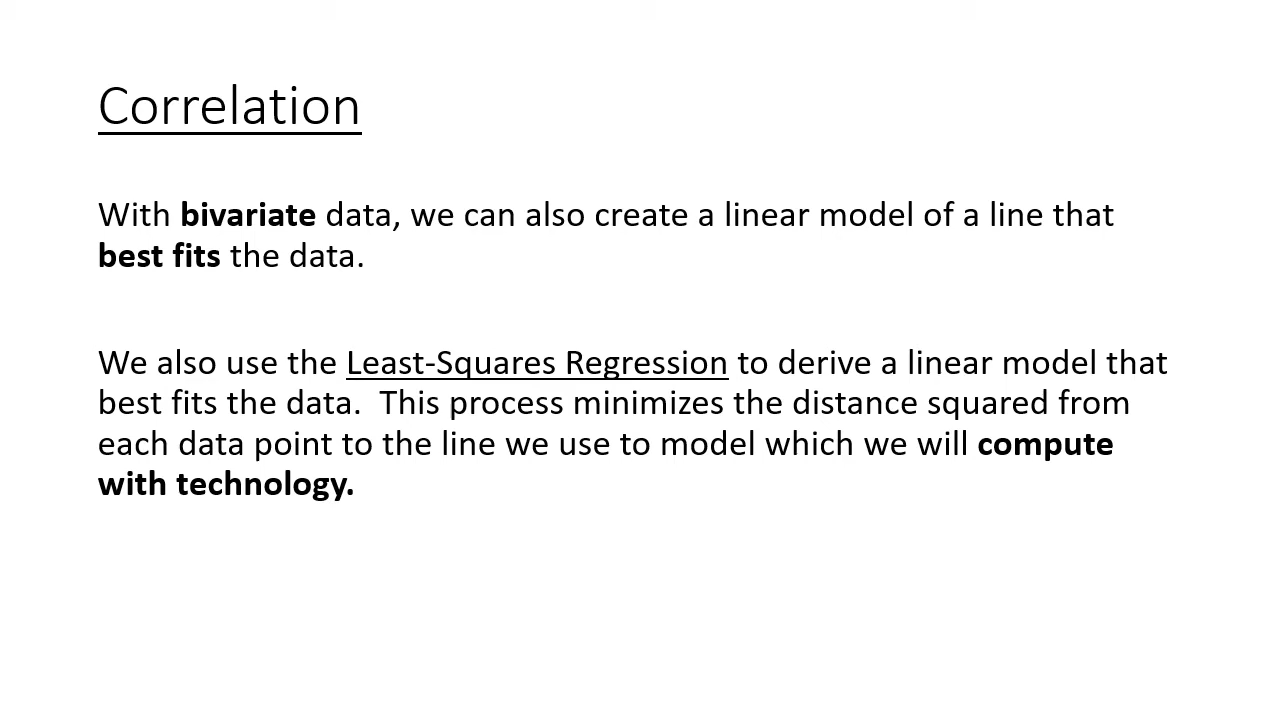 Correlation
With bivariate data, we can also create a linear model of a line that
best fits the data.
We also use the Least-Squares Regression to derive a linear model that
best fits the data.  This process minimizes the distance squared from
each data point to the line we use to model which we will compute
with technology.